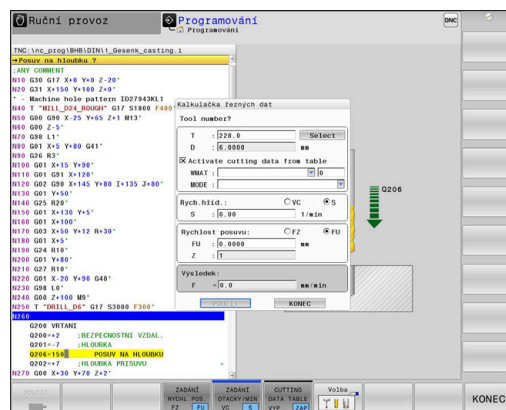 Ruční provoz
Programování
Programování
DNC
TNC:\nc_prog\BHB\DIN\1_Gesenk_casting.i
→Posuv na hloubku ?
;ANY COMMENT
N10 G30 G17 X+0 Y+0 Z-20*
N20 G31 X+150 Y+100 Z+0*
* - Machine hole pattern ID27943KL1
N40 T "MILL_D24_ROUGH" G17 S1800 F480*
N50 G00 G90 X-25 Y+65 Z+1 M13*
N60 G00 Z-5*
N70 G98 L1*
N80 G01 X+5 Y+80 G41*
N90 G26 R3*
N100 G01 X+15 Y+90*
N110 G01 G91 X+120*
N120 G02 G90 X+145 Y+80 I+135 J+80*
N130 G01 Y+50*
N140 G25 R20*
N150 G01 X+130 Y+5*
N160 G01 X+100*
N170 G03 X+50 Y+12 R+30*
N180 G01 X+5*
N190 G24 R10*
N200 G01 Y+80*
N210 G27 R10*
N220 G01 X-20 Y+90 G40*
N230 G98 L0*
N240 G00 Z+100 M9*
N250 T "DRILL_D6" G17 S3000 F300*
N260
G200 VRTANI
Q200=+2 ;BEZPECNOSTNI VZDAL.
Q201=-7 ;HLOUBKA
Q206=150 POSUV NA HLOUBKU
Q202=+7 ;HLOUBKA PRISUVU
N270 G00 X+30 Y+70 Z+2*
Kalkulačka řezných dat
Tool number?
T : 228.0 Select
D : 6.0000 mm
Activate cutting data from table
WMAT : 0
MODE :
Rych.hříd.: VC S
S : 0.00 1/min
Rychlost posuvu: FZ FU
FU : 0.0000 mm
Z : 1
Výsledek:
F = 0.0 mm/min
POUŽÍT KONEC
Q206
POUŽÍT
ZADÁNÍ RYCHL POS. FZ FU
ZADÁNÍ OTACKY/MIN VC S
CUTTING DATA TABLE VYP ZAP
Volba
KONEC